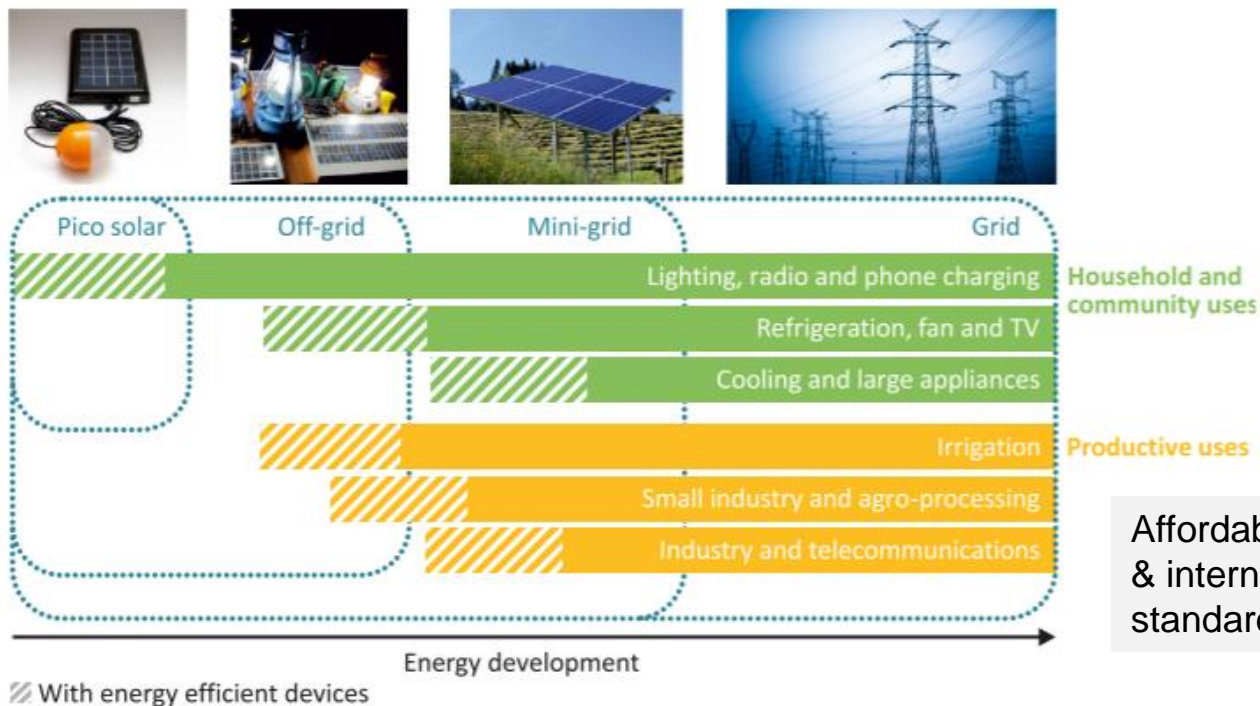 Pico solar
Off-grid
Mini-grid
Grid
Lighting, radio and phone charging
Household and
community uses
Refrigeration, fan and TV
Cooling and large appliances
Irrigation
Productive uses
Small industry and agro-processing
Industry and telecommunications
& 
Energy development
With energy efficient devices